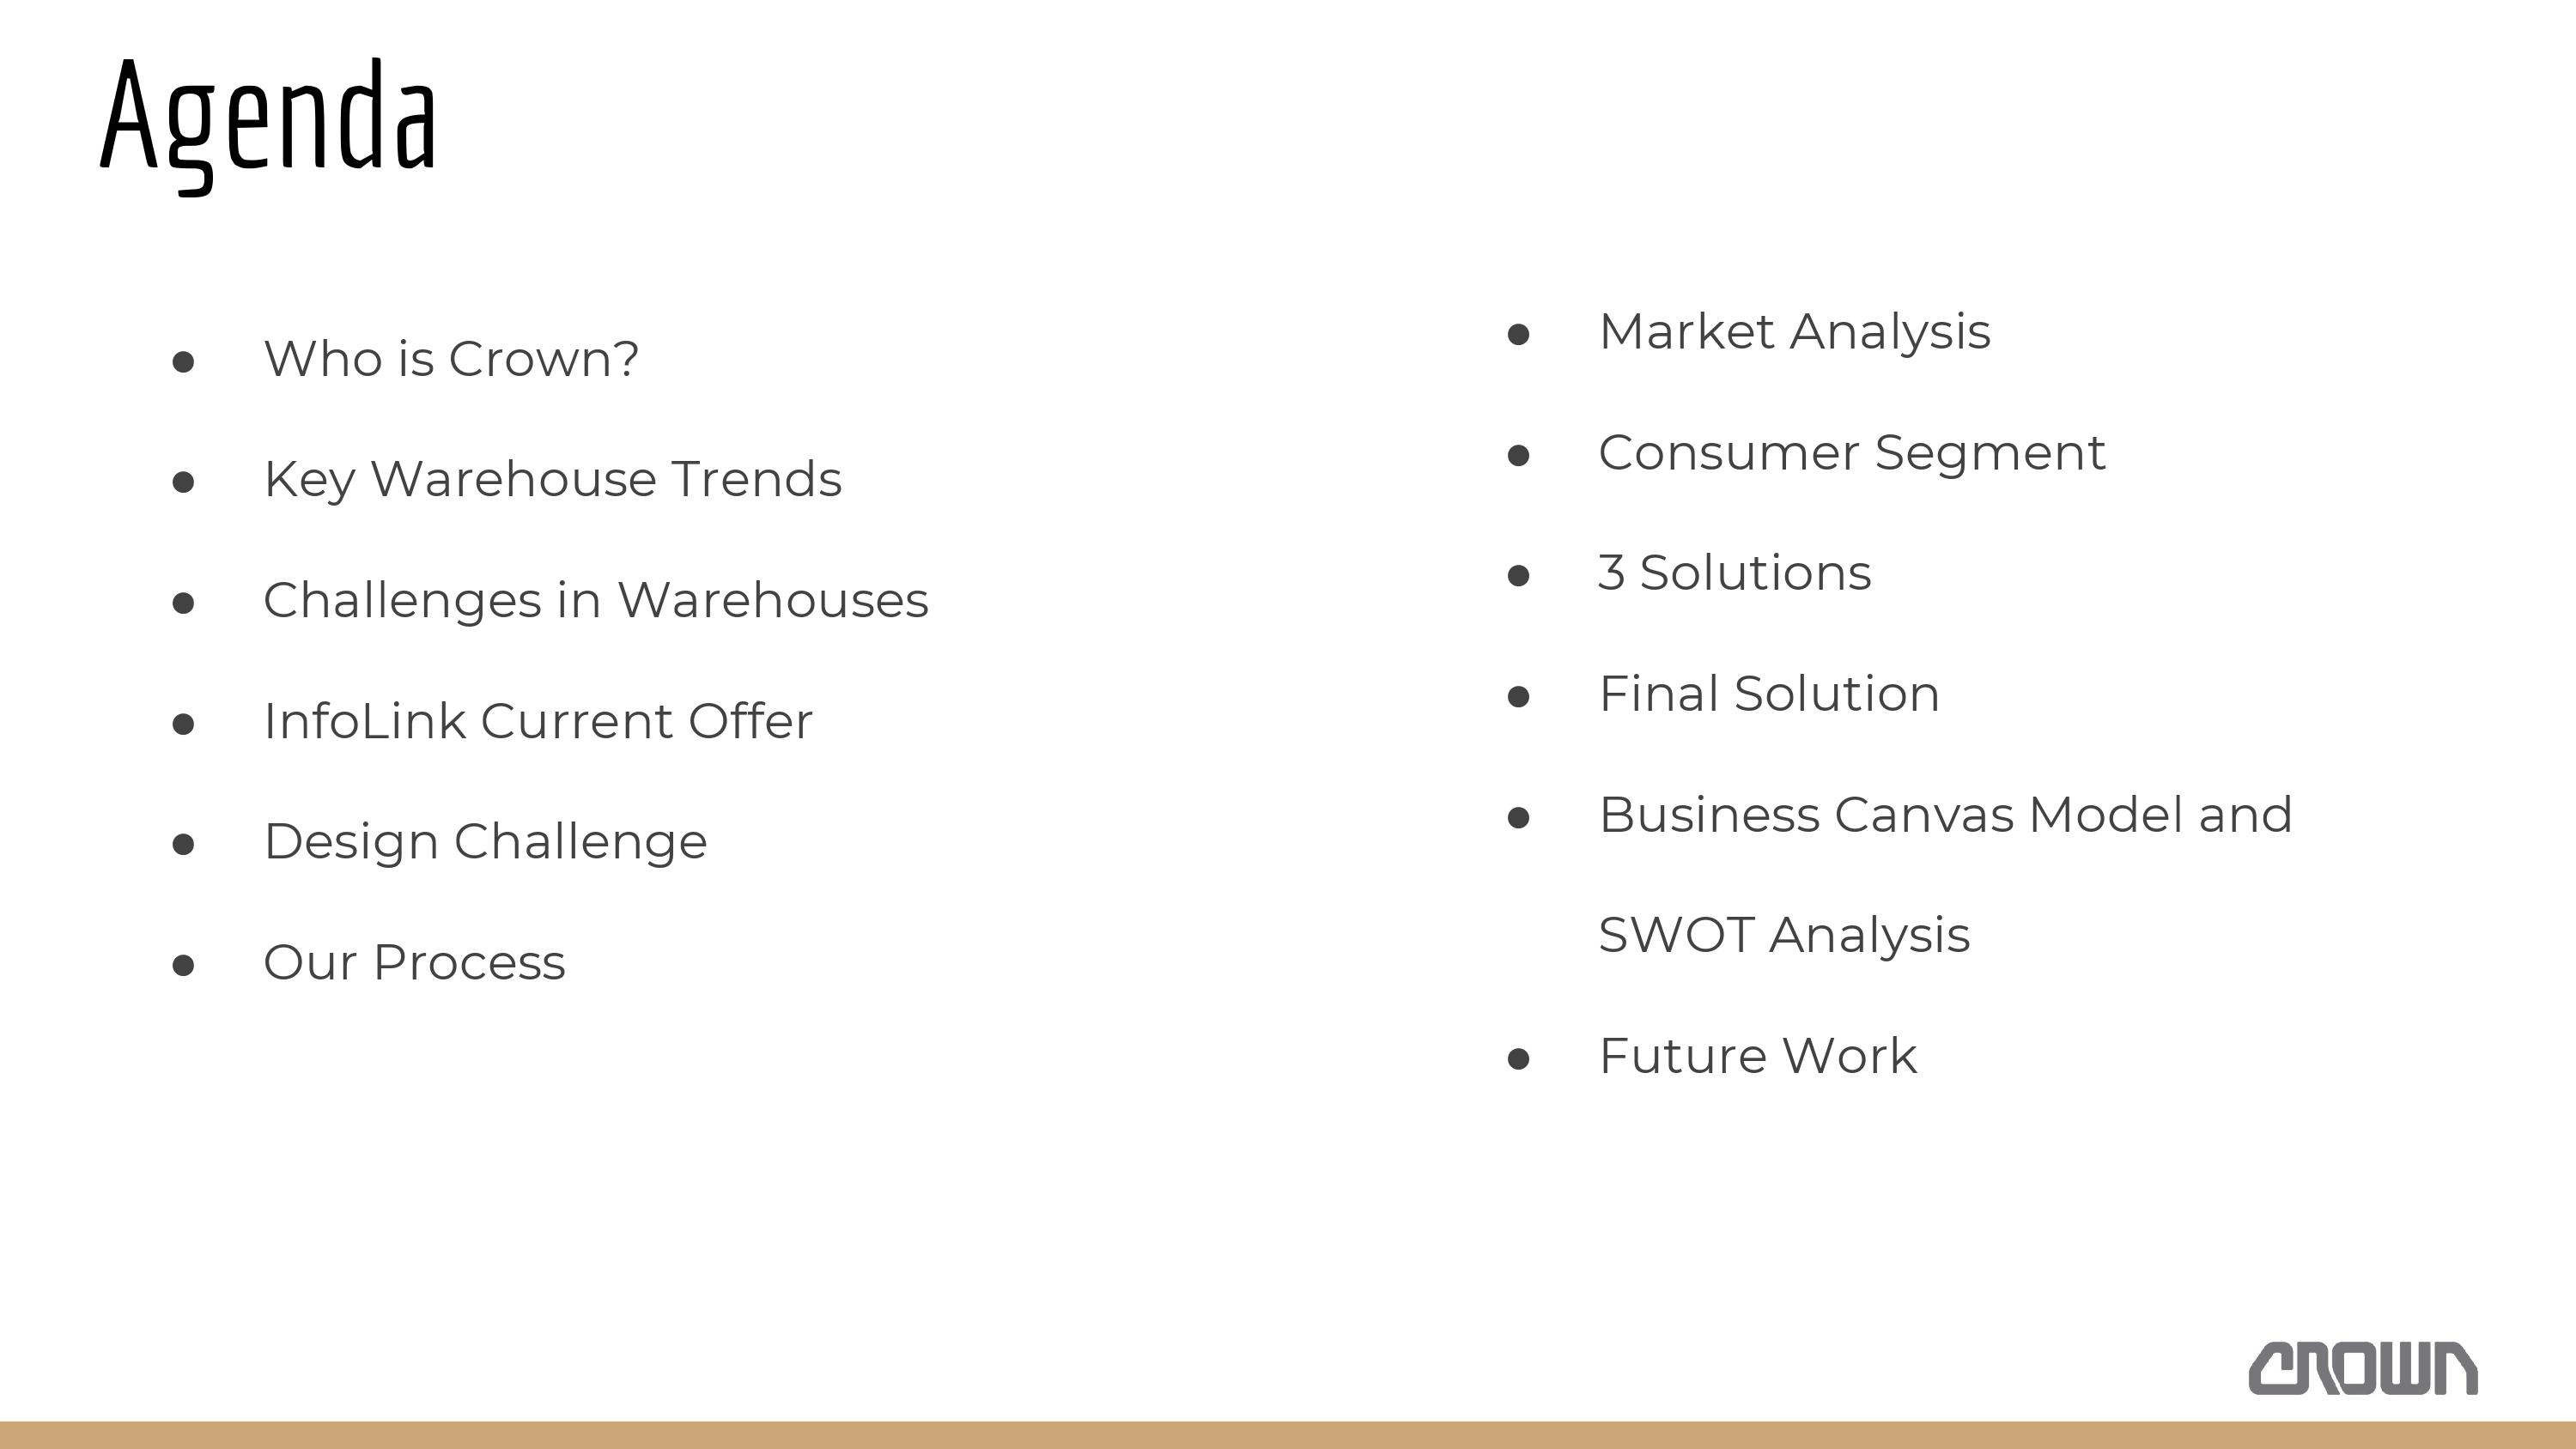 Agenda
● Who is Crown?
● Key Warehouse Trends
● Challenges in Warehouses
● InfoLink Current Offer
● Design Challenge
● Our Process
● Market Analysis
● Consumer Segment
● 3 Solutions
● Final Solution
● Business Canvas Model and
SWOT Analysis
● Future Work
CROWN